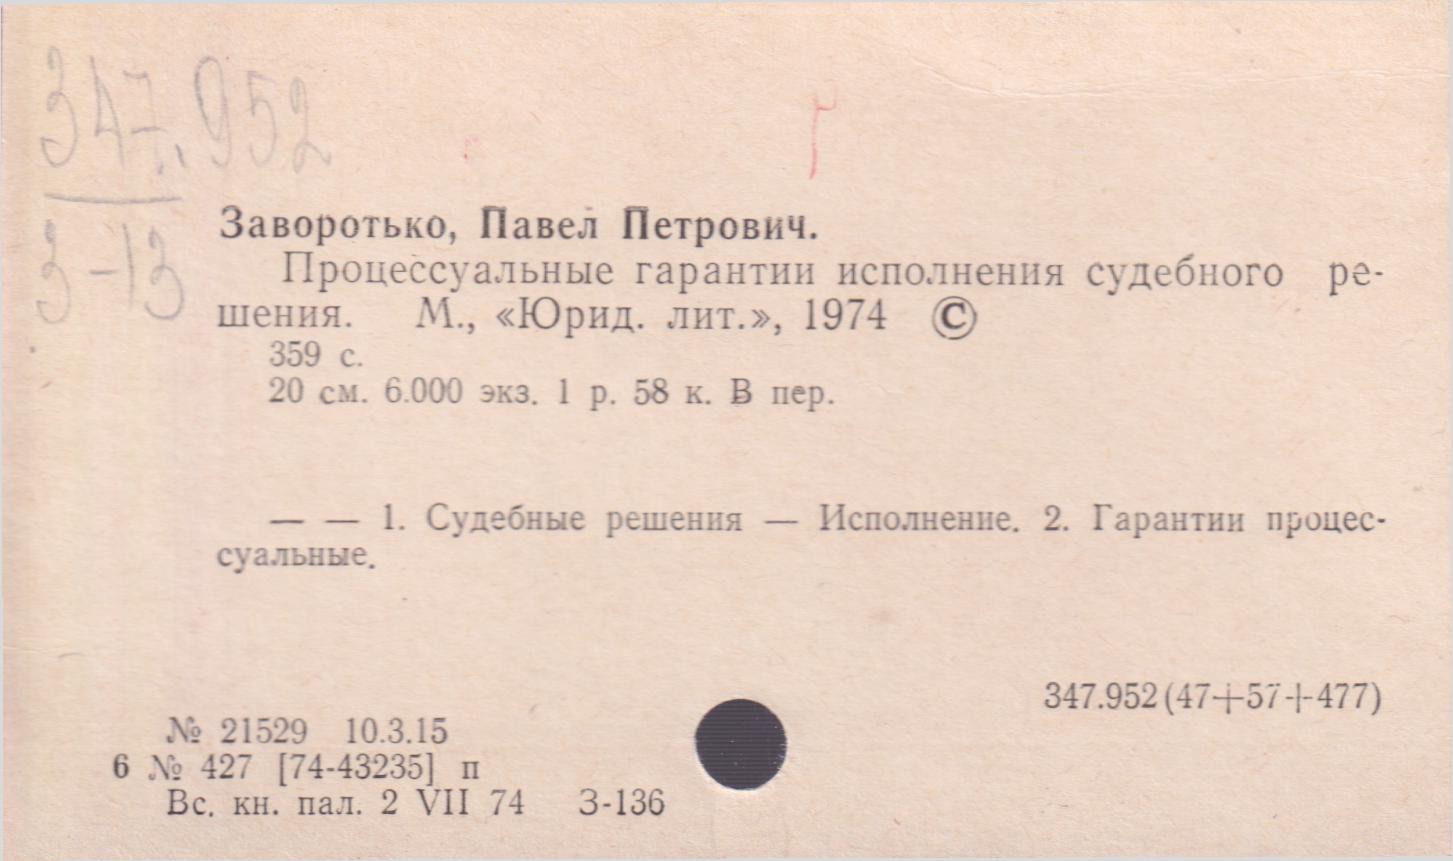 347.952
З-13
Заворотько, Павел Петрович.
Процессуальные гарантии исполнения судебного ре-
шения. М., «Юрид. лит.», 1974 ©
359 с.
20 см. 6.000 экз. 1 р. 58 к. В пер.
— — 1. Судебные решения — Исполнение. 2. Гарантии процес-
суальные.
347.952(47+57+477)
№ 21529 10.3.15
6 № 427 [74-43235] п
Вс. кн. пал. 2 VII 74 З-136